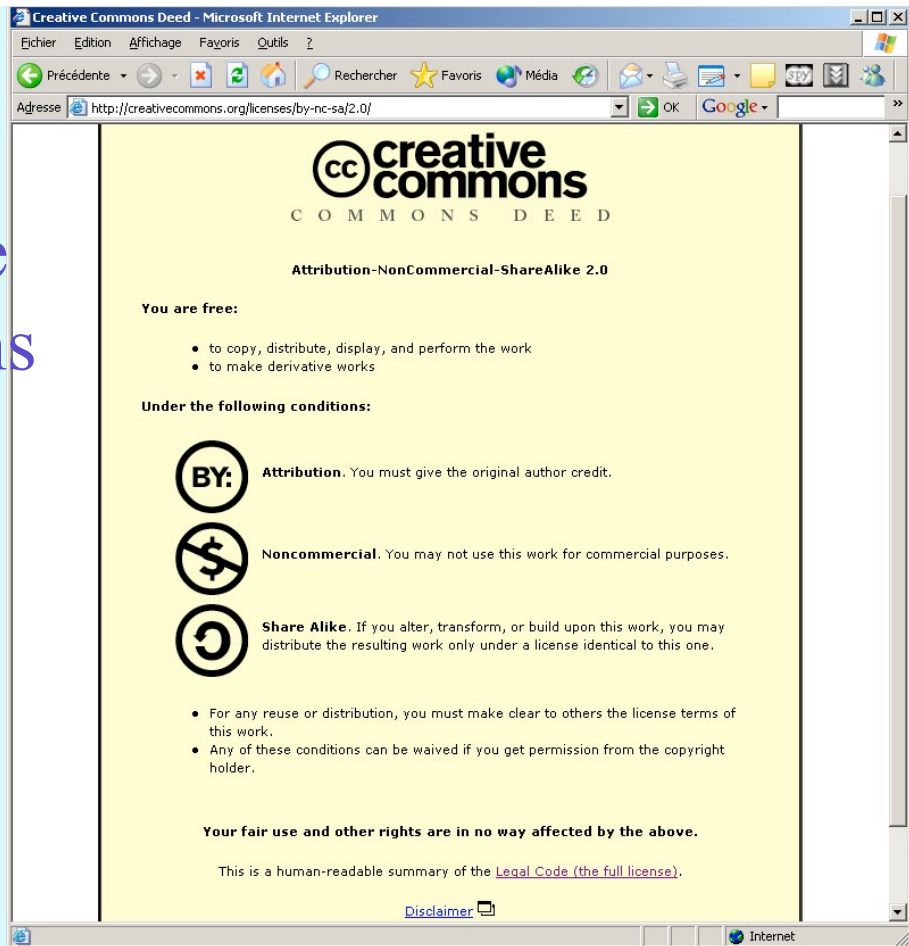 Creative Commons Deed - Microsoft Internet Explorer
Fichier Edition Affichage Favoris Outils ?
Précédente Rechercher Favoris Média SPY
Adresse http://creativecommons.org/licenses/by-nc-sa/2.0/ OK Google »
cc creative commons
COMMONS DEED
Attribution-NonCommercial-ShareAlike 2.0
You are free:
• to copy, distribute, display, and perform the work
• to make derivative works
Under the following conditions:
BY: Attribution. You must give the original author credit.
$ Noncommercial. You may not use this work for commercial purposes.
Share Alike. If you alter, transform, or build upon this work, you may
distribute the resulting work only under a license identical to this one.
• For any reuse or distribution, you must make clear to others the license terms of
this work.
• Any of these conditions can be waived if you get permission from the copyright
holder.
Your fair use and other rights are in no way affected by the above.
This is a human-readable summary of the Legal Code (the full license).
Disclaimer
Internet